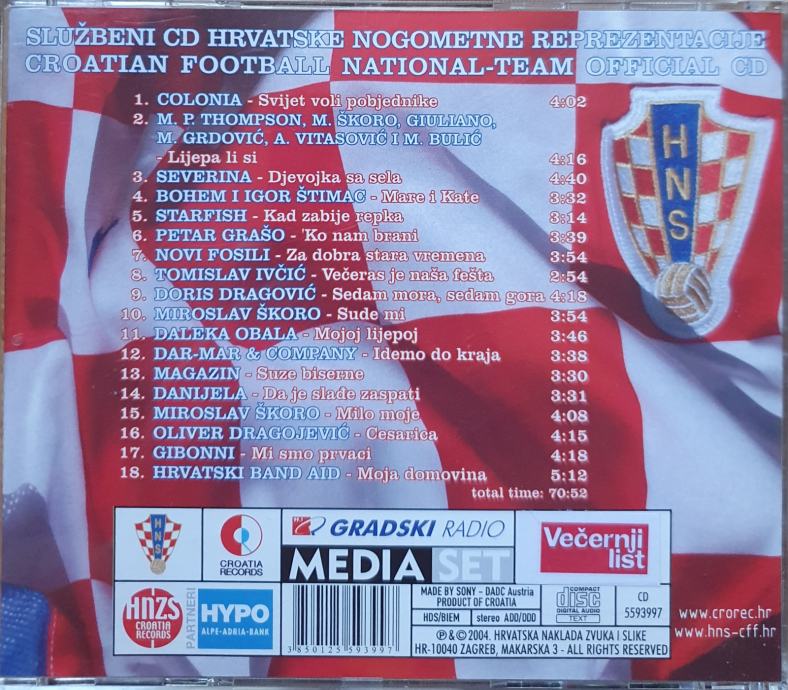 SLUŽBENI CD HRVATSKE NOGOMETNE REPREZENTACIJE
CROATIAN FOOTBALL NATIONAL-TEAM OFFICIAL CD
1. COLONIA - Svijet voli pobjednike 4:02
2. M. P. THOMPSON, M. ŠKORO, GIULIANO,
M. GRDOVIĆ, A. VITASOVIĆ I M. BULIĆ
- Lijepa li si 4:16
3. SEVERINA - Djevojka sa sela 4:40
4. BOHEM I IGOR ŠTIMAC - Mare i Kate 3:32
5. STARFISH - Kad zabije repka 3:14
6. PETAR GRAŠO - 'Ko nam brani 3:39
7. NOVI FOSILI - Za dobra stara vremena 3:54
8. TOMISLAV IVČIĆ - Večeras je naša fešta 2:54
9. DORIS DRAGOVIĆ - Sedam mora, sedam gora 4:18
10. MIROSLAV ŠKORO - Sude mi 3:54
11. DALEKA OBALA - Mojoj lijepoj 3:46
12. DAR-MAR & COMPANY - Idemo do kraja 3:38
13. MAGAZIN - Suze biserne 3:30
14. DANIJELA - Da je slađe zaspati 3:31
15. MIROSLAV ŠKORO - Milo moje 4:08
16. OLIVER DRAGOJEVIĆ - Cesarica 4:15
17. GIBONNI - Mi smo prvaci 4:18
18. HRVATSKI BAND AID - Moja domovina 5:12
total time: 70:52
HNS
HNS
CROATIA
RECORDS
GRADSKI RADIO
MEDIA SET
Večernji
list
HNZS
CROATIA
RECORDS
PARTNERI
HYPO
ALPE-ADRIA-BANK
3850125593997
MADE BY SONY - DADC Austria
PRODUCT OF CROATIA
HDS/BIEM stereo ADD/DDD
COMPACT
disc
DIGITAL AUDIO
TEXT
CD
5593997
℗ & © 2004. HRVATSKA NAKLADA ZVUKA I SLIKE
HR-10040 ZAGREB, MAKARSKA 3 - ALL RIGHTS RESERVED
www.crorec.hr
www.hns-cff.hr